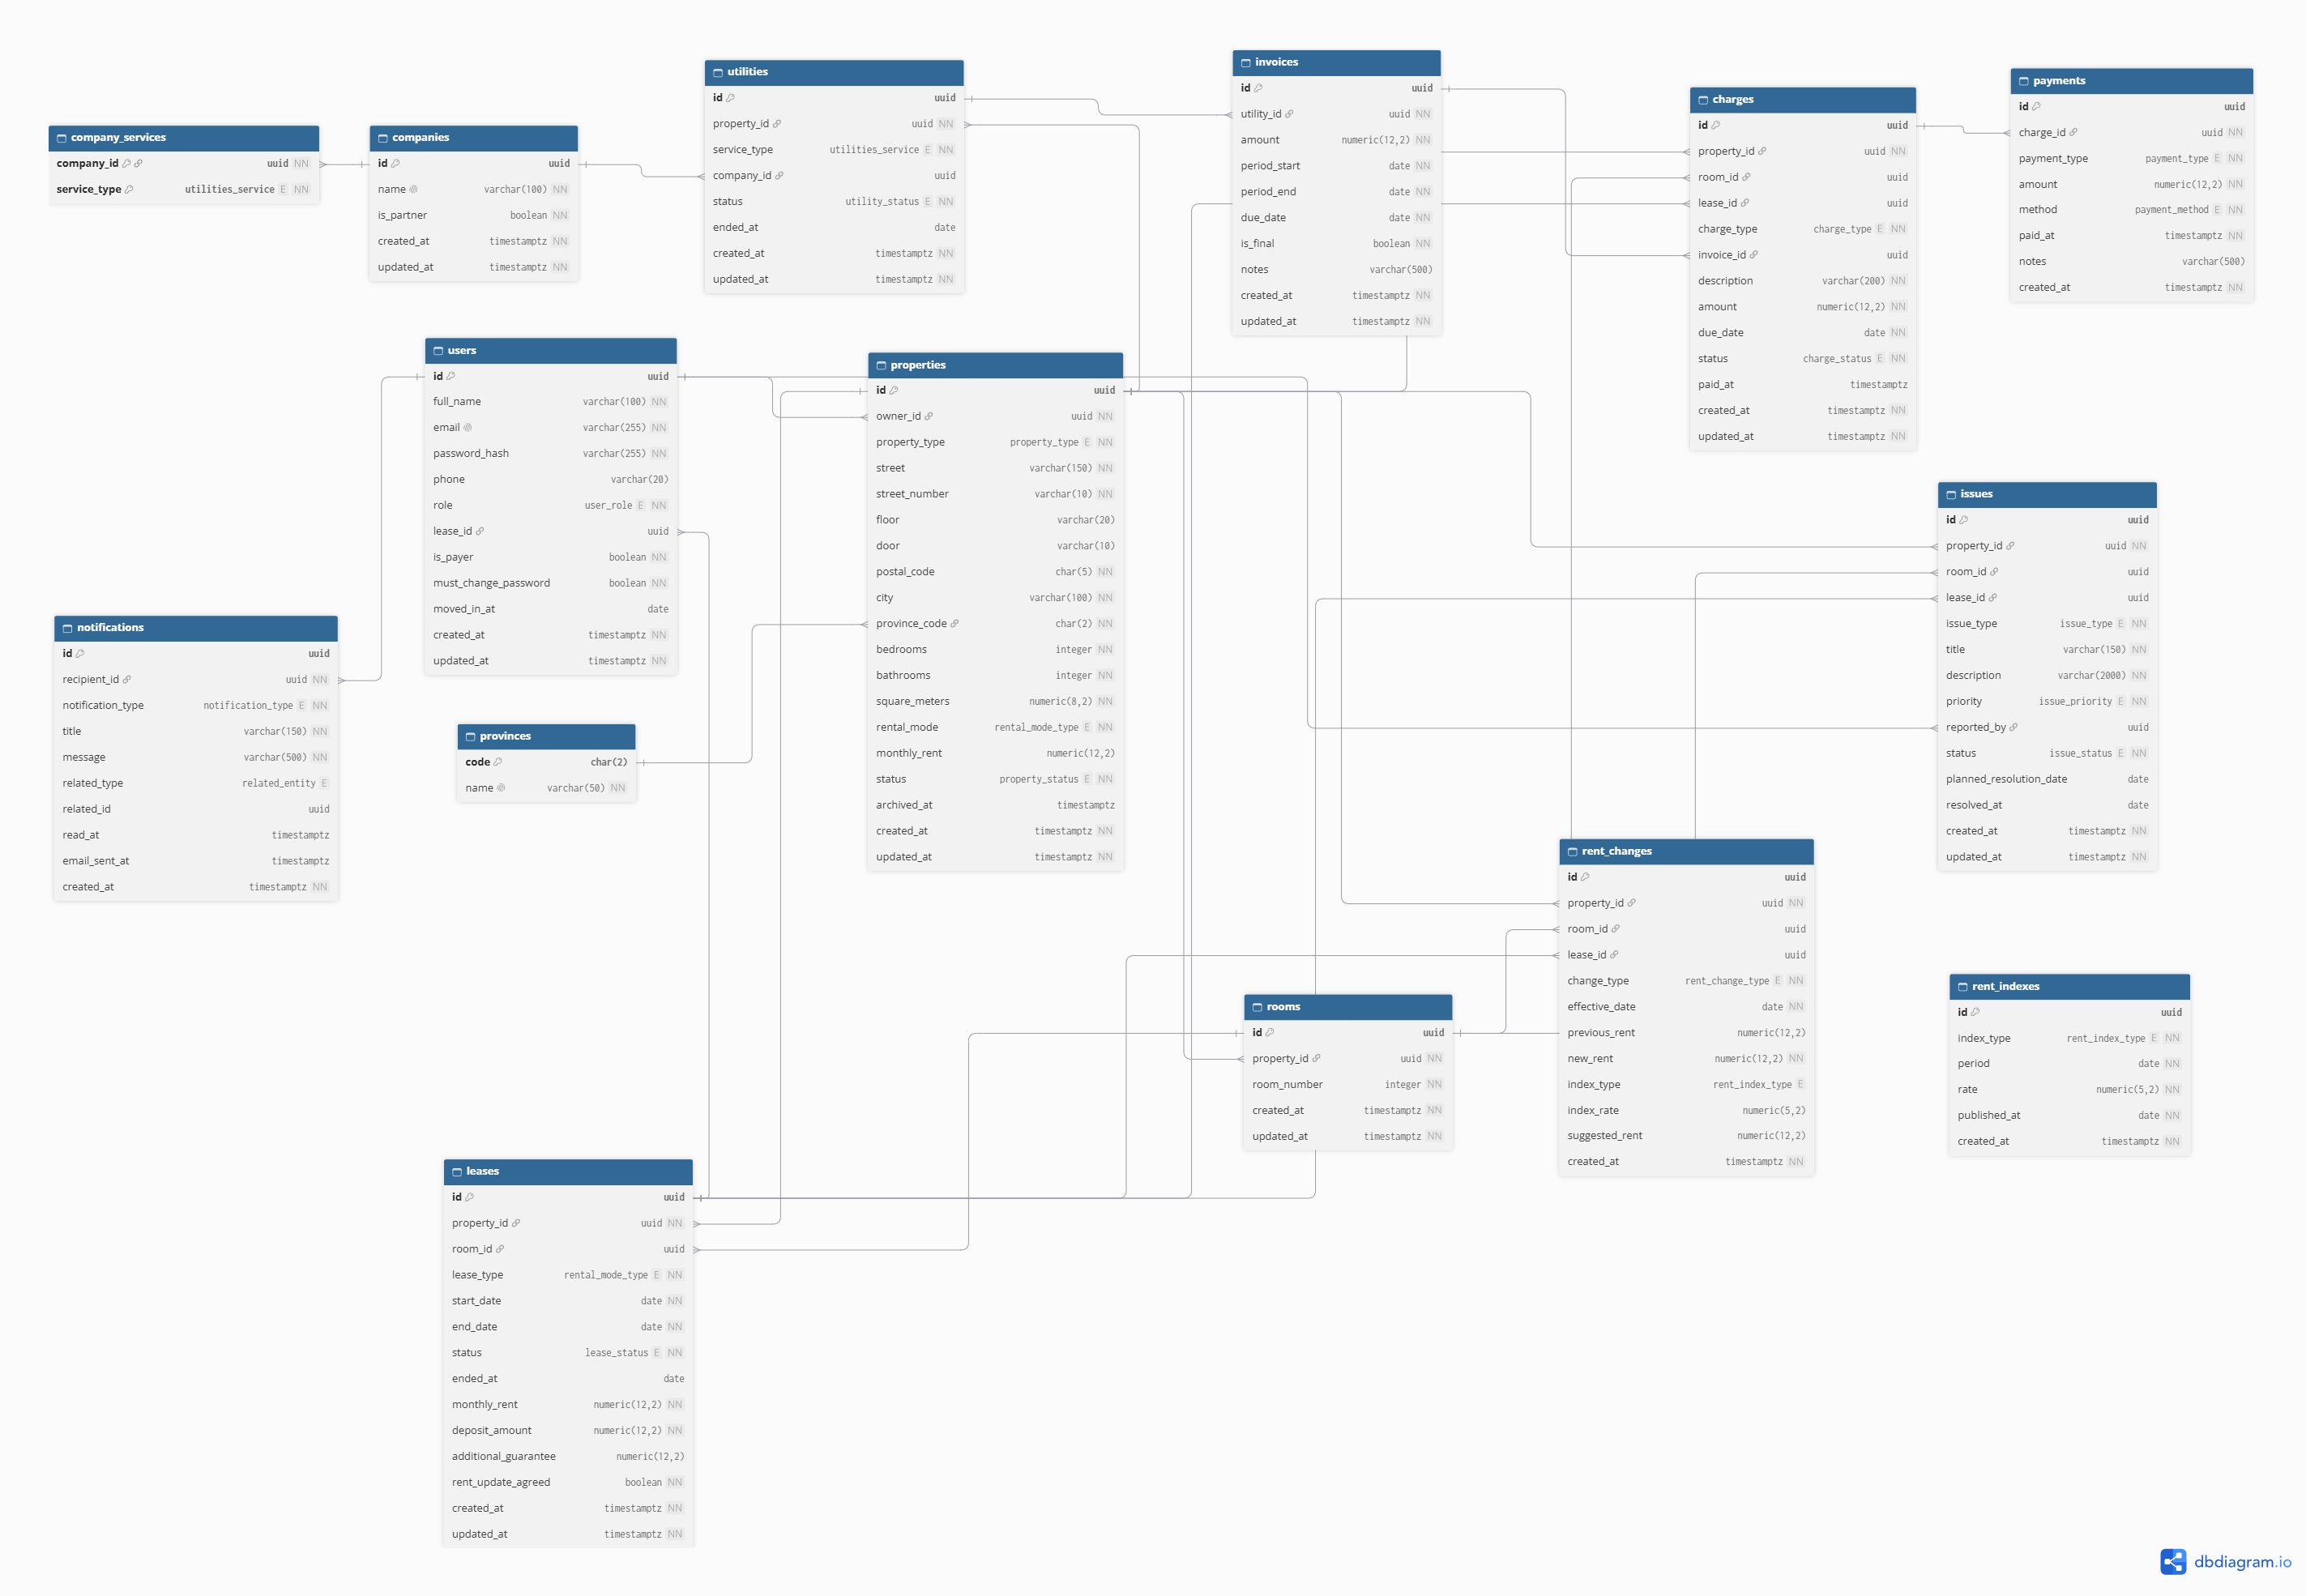 company_services
company_id uuid NN
service_type utilities_service E NN
companies
id uuid
name varchar(100) NN
is_partner boolean NN
created_at timestamptz NN
updated_at timestamptz NN
utilities
id uuid
property_id uuid NN
service_type utilities_service E NN
company_id uuid
status utility_status E NN
ended_at date
created_at timestamptz NN
updated_at timestamptz NN
invoices
id uuid
utility_id uuid NN
amount numeric(12,2) NN
period_start date NN
period_end date NN
due_date date NN
is_final boolean NN
notes varchar(500)
created_at timestamptz NN
updated_at timestamptz NN
charges
id uuid
property_id uuid NN
room_id uuid
lease_id uuid
charge_type charge_type E NN
invoice_id uuid
description varchar(200) NN
amount numeric(12,2) NN
due_date date NN
status charge_status E NN
paid_at timestamptz
created_at timestamptz NN
updated_at timestamptz NN
payments
id uuid
charge_id uuid NN
payment_type payment_type E NN
amount numeric(12,2) NN
method payment_method E NN
paid_at timestamptz NN
notes varchar(500)
created_at timestamptz NN
users
id uuid
full_name varchar(100) NN
email varchar(255) NN
password_hash varchar(255) NN
phone varchar(20)
role user_role E NN
lease_id uuid
is_payer boolean NN
must_change_password boolean NN
moved_in_at date
created_at timestamptz NN
updated_at timestamptz NN
properties
id uuid
owner_id uuid NN
property_type property_type E NN
street varchar(150) NN
street_number varchar(10) NN
floor varchar(20)
door varchar(10)
postal_code char(5) NN
city varchar(100) NN
province_code char(2) NN
bedrooms integer NN
bathrooms integer NN
square_meters numeric(8,2) NN
rental_mode rental_mode_type E NN
monthly_rent numeric(12,2)
status property_status E NN
archived_at timestamptz
created_at timestamptz NN
updated_at timestamptz NN
issues
id uuid
property_id uuid NN
room_id uuid
lease_id uuid
issue_type issue_type E NN
title varchar(150) NN
description varchar(2000) NN
priority issue_priority E NN
reported_by uuid
status issue_status E NN
planned_resolution_date date
resolved_at date
created_at timestamptz NN
updated_at timestamptz NN
notifications
id uuid
recipient_id uuid NN
notification_type notification_type E NN
title varchar(150) NN
message varchar(500) NN
related_type related_entity E
related_id uuid
read_at timestamptz
email_sent_at timestamptz
created_at timestamptz NN
provinces
code char(2)
name varchar(50) NN
rent_changes
id uuid
property_id uuid NN
room_id uuid
lease_id uuid
change_type rent_change_type E NN
effective_date date NN
previous_rent numeric(12,2)
new_rent numeric(12,2) NN
index_type rent_index_type E
index_rate numeric(5,2)
suggested_rent numeric(12,2)
created_at timestamptz NN
rent_indexes
id uuid
index_type rent_index_type E NN
period date NN
rate numeric(5,2) NN
published_at date NN
created_at timestamptz NN
rooms
id uuid
property_id uuid NN
room_number integer NN
created_at timestamptz NN
updated_at timestamptz NN
leases
id uuid
property_id uuid NN
room_id uuid
lease_type rental_mode_type E NN
start_date date NN
end_date date NN
status lease_status E NN
ended_at date
monthly_rent numeric(12,2) NN
deposit_amount numeric(12,2) NN
additional_guarantee numeric(12,2)
rent_update_agreed boolean NN
created_at timestamptz NN
updated_at timestamptz NN
dbdiagram.io